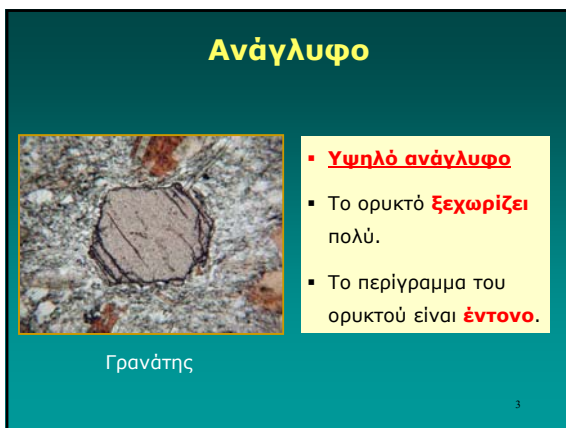 Ανάγλυφο
▪ Υψηλό ανάγλυφο
▪ Το ορυκτό ξεχωρίζει
πολύ.
▪ Το περίγραμμα του
ορυκτού είναι έντονο.
Γρανάτης
3